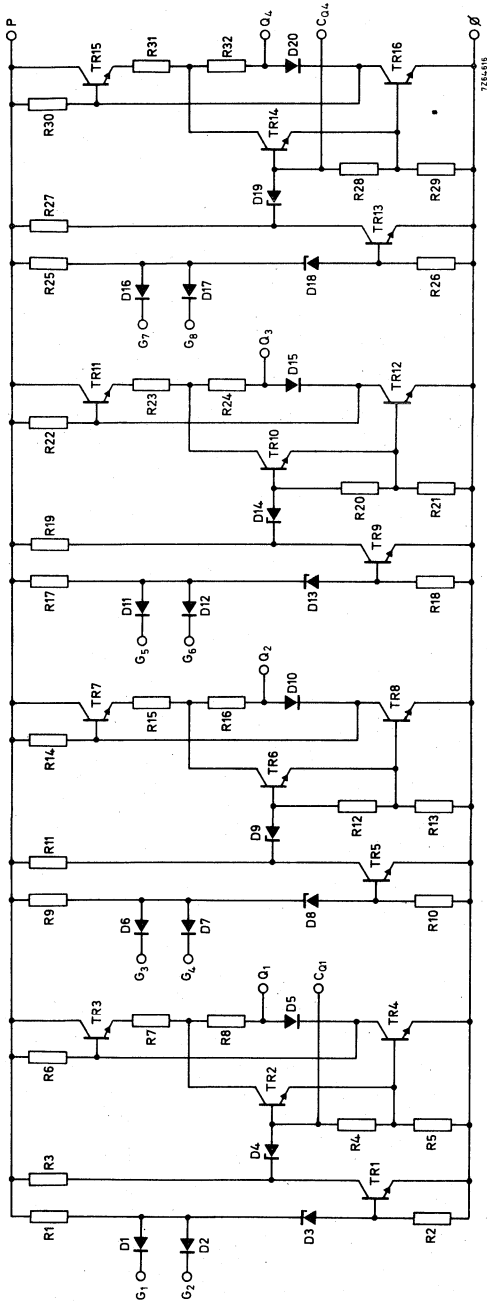 P
Q4
CQ4
Ø
R31
R32
D20
TR15
TR16
R30
TR14
R28
R29
D19
R27
TR13
R25
D16
D17
D18
R26
G7
G8
Q3
TR11
R23
R24
D15
TR12
R22
TR10
R20
R21
D14
R19
TR9
R17
D11
D12
D13
R18
G5
G6
Q2
TR7
R15
R16
D10
TR8
R14
TR6
R12
R13
D9
R11
TR5
R9
D6
D7
D8
R10
G3
G4
Q1
CQ1
TR3
R7
R8
D5
TR4
R6
TR2
R4
R5
D4
R3
TR1
R1
D1
D2
D3
R2
G1
G2
7Z64616